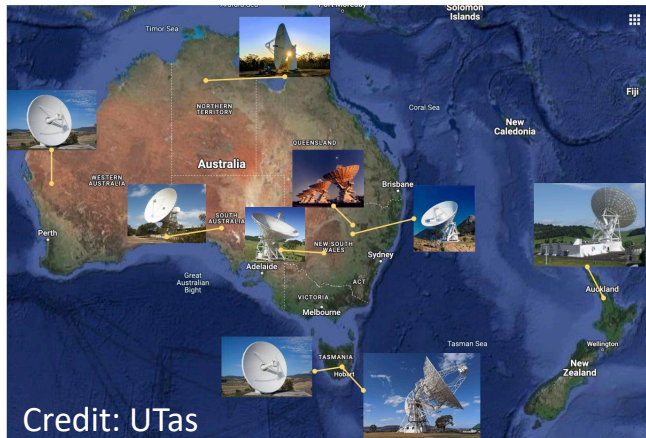 Solomon
Islands
Timor Sea
Fiji
NORTHERN
TERRITORY
Coral Sea
New
Caledonia
QUEENSLAND
Australia
WESTERN
AUSTRALIA
Brisbane
SOUTH
AUSTRALIA
Perth
NEW SOUTH
WALES
Sydney
Adelaide
Great
Australian
Bight
ACT
VICTORIA
Auckland
Melbourne
Tasman Sea
Wellington
TASMANIA
New
Zealand
Hobart
Credit: UTas